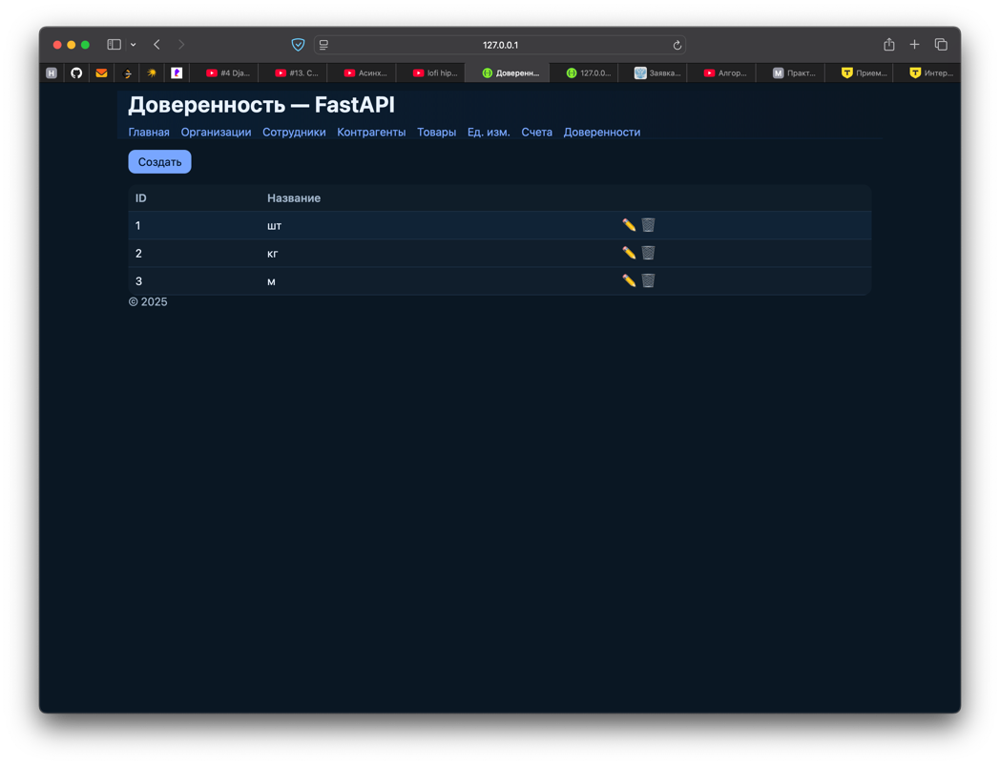 127.0.0.1
H #4 Dja... #13. С... Асинх... lofi hip... Доверенн... 127.0.0... Заявка... Алгор... M Практ... T Прием... T Интер...
Доверенность — FastAPI
Главная Организации Сотрудники Контрагенты Товары Ед. изм. Счета Доверенности
Создать
ID Название
1 шт
2 кг
3 м
© 2025